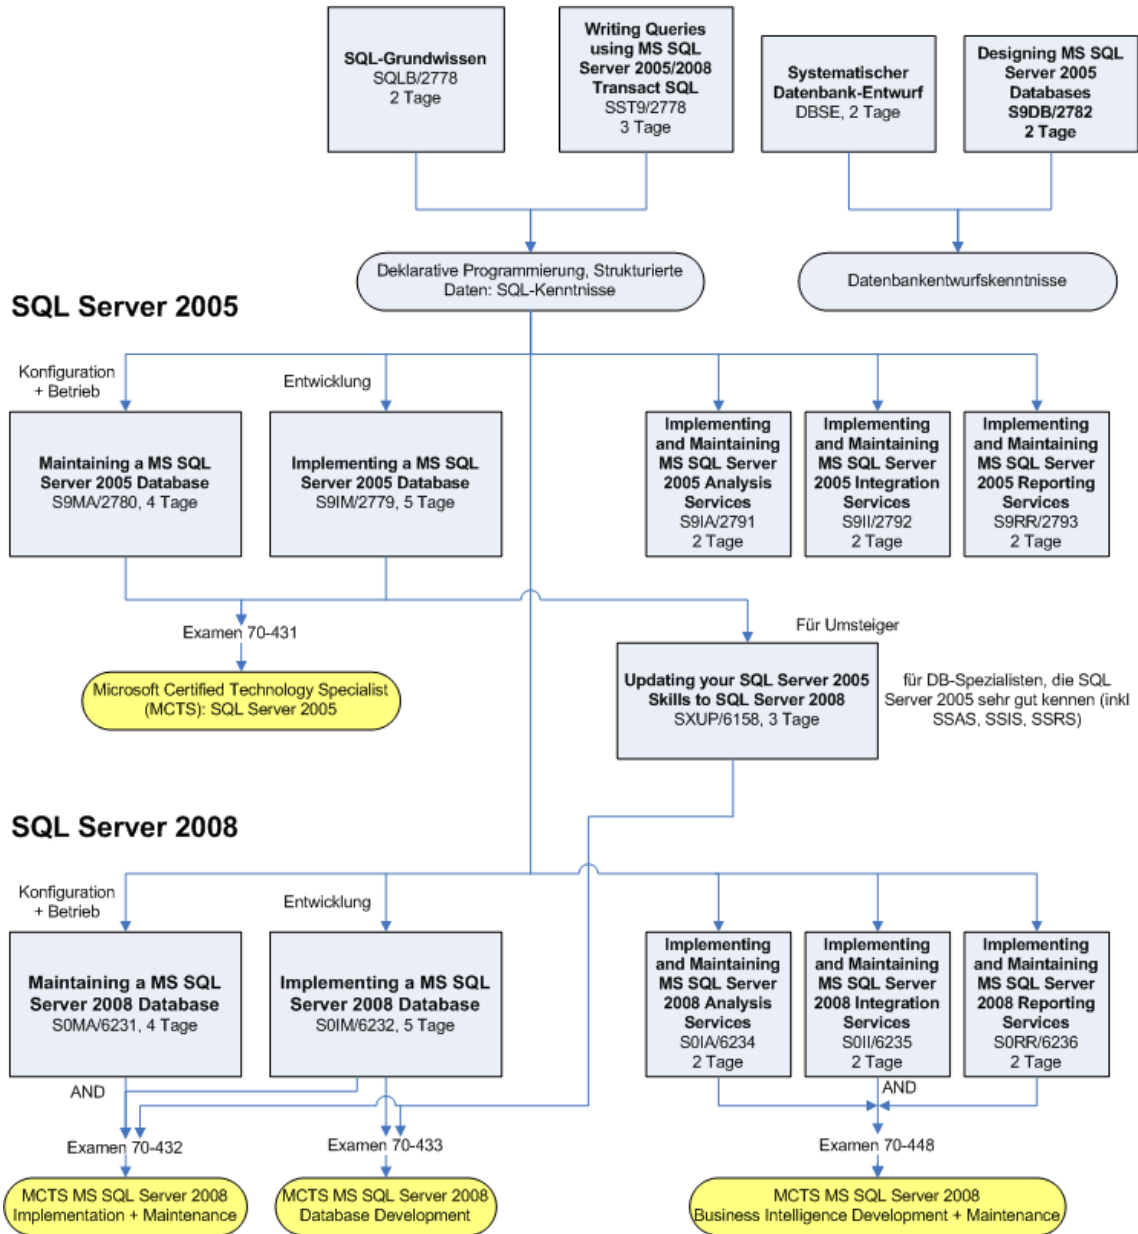 SQL-Grundwissen
SQLB/2778
2 Tage
Writing Queries
using MS SQL
Server 2005/2008
Transact SQL
SST9/2778
3 Tage
Systematischer
Datenbank-Entwurf
DBSE, 2 Tage
Designing MS SQL
Server 2005
Databases
S9DB/2782
2 Tage
Deklarative Programmierung, Strukturierte
Daten: SQL-Kenntnisse
Datenbankentwurfskenntnisse
SQL Server 2005
Konfiguration
+ Betrieb
Entwicklung
Maintaining a MS SQL
Server 2005 Database
S9MA/2780, 4 Tage
Implementing a MS SQL
Server 2005 Database
S9IM/2779, 5 Tage
Implementing
and Maintaining
MS SQL Server
2005 Analysis
Services
S9IA/2791
2 Tage
Implementing
and Maintaining
MS SQL Server
2005 Integration
Services
S9II/2792
2 Tage
Implementing
and Maintaining
MS SQL Server
2005 Reporting
Services
S9RR/2793
2 Tage
Examen 70-431
Microsoft Certified Technology Specialist
(MCTS): SQL Server 2005
Für Umsteiger
Updating your SQL Server 2005
Skills to SQL Server 2008
SXUP/6158, 3 Tage
für DB-Spezialisten, die SQL
Server 2005 sehr gut kennen (inkl
SSAS, SSIS, SSRS)
SQL Server 2008
Konfiguration
+ Betrieb
Entwicklung
Maintaining a MS SQL
Server 2008 Database
S0MA/6231, 4 Tage
Implementing a MS SQL
Server 2008 Database
S0IM/6232, 5 Tage
Implementing
and Maintaining
MS SQL Server
2008 Analysis
Services
S0IA/6234
2 Tage
Implementing
and Maintaining
MS SQL Server
2008 Integration
Services
S0II/6235
2 Tage
Implementing
and Maintaining
MS SQL Server
2008 Reporting
Services
S0RR/6236
2 Tage
AND
AND
Examen 70-432
Examen 70-433
Examen 70-448
MCTS MS SQL Server 2008
Implementation + Maintenance
MCTS MS SQL Server 2008
Database Development
MCTS MS SQL Server 2008
Business Intelligence Development + Maintenance